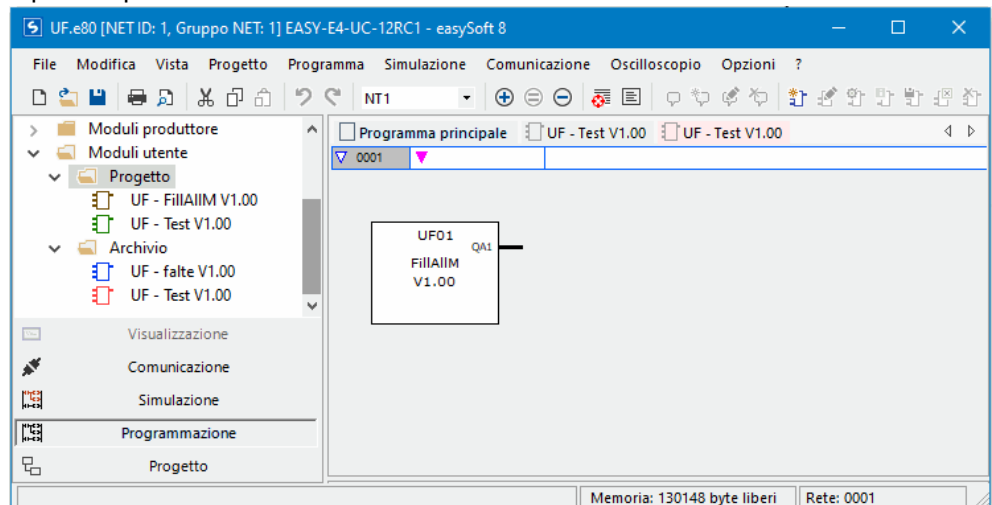 UF.e80 [NET ID: 1, Gruppo NET: 1] EASY-E4-UC-12RC1 - easySoft 8
File Modifica Vista Progetto Programma Simulazione Comunicazione Oscilloscopio Opzioni ?
NT1
Moduli produttore
Moduli utente
Progetto
UF - FillAllM V1.00
UF - Test V1.00
Archivio
UF - falte V1.00
UF - Test V1.00
Visualizzazione
Comunicazione
Simulazione
Programmazione
Progetto
Programma principale UF - Test V1.00 UF - Test V1.00
0001
UF01
QA1
FillAllM
V1.00
Memoria: 130148 byte liberi Rete: 0001